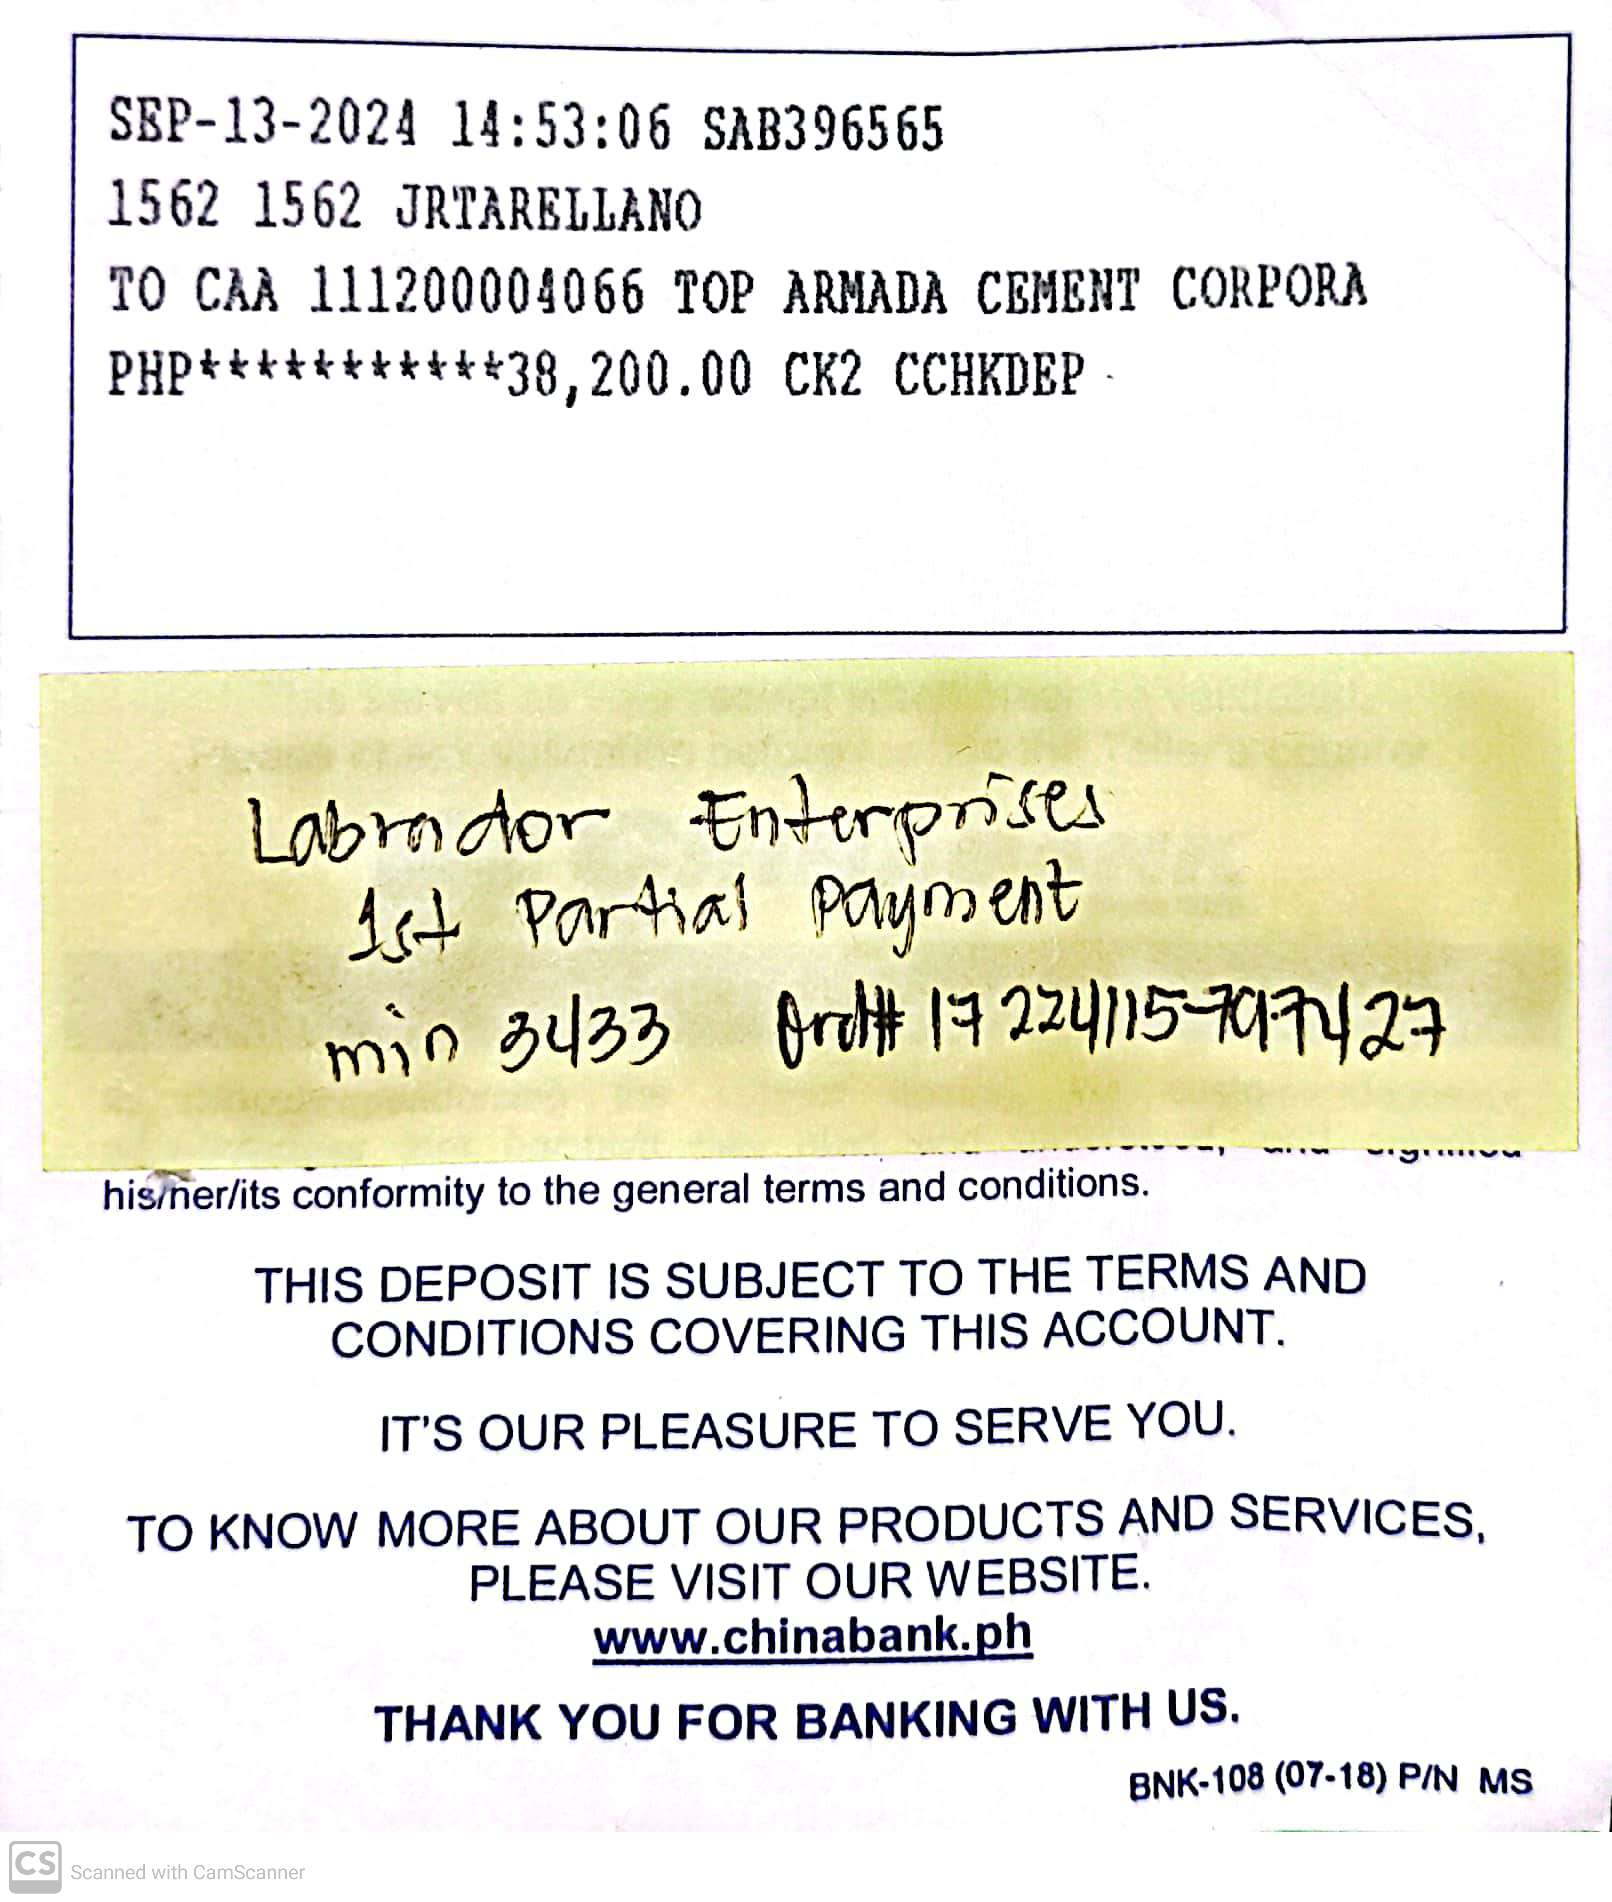 SEP-13-2024 14:53:06 SAB396565
1562 1562 JRTARELLANO
TO CAA 111200004066 TOP ARMADA CEMENT CORPORA
PHP***********38,200.00 CK2 CCHKDEP
Labrador Enterprises
1st Partial Payment
min 3433 Ord# 17224115797427
his/her/its conformity to the general terms and conditions.
THIS DEPOSIT IS SUBJECT TO THE TERMS AND
CONDITIONS COVERING THIS ACCOUNT.
IT'S OUR PLEASURE TO SERVE YOU.
TO KNOW MORE ABOUT OUR PRODUCTS AND SERVICES,
PLEASE VISIT OUR WEBSITE.
www.chinabank.ph
THANK YOU FOR BANKING WITH US.
BNK-108 (07-18) P/N MS
CS Scanned with CamScanner